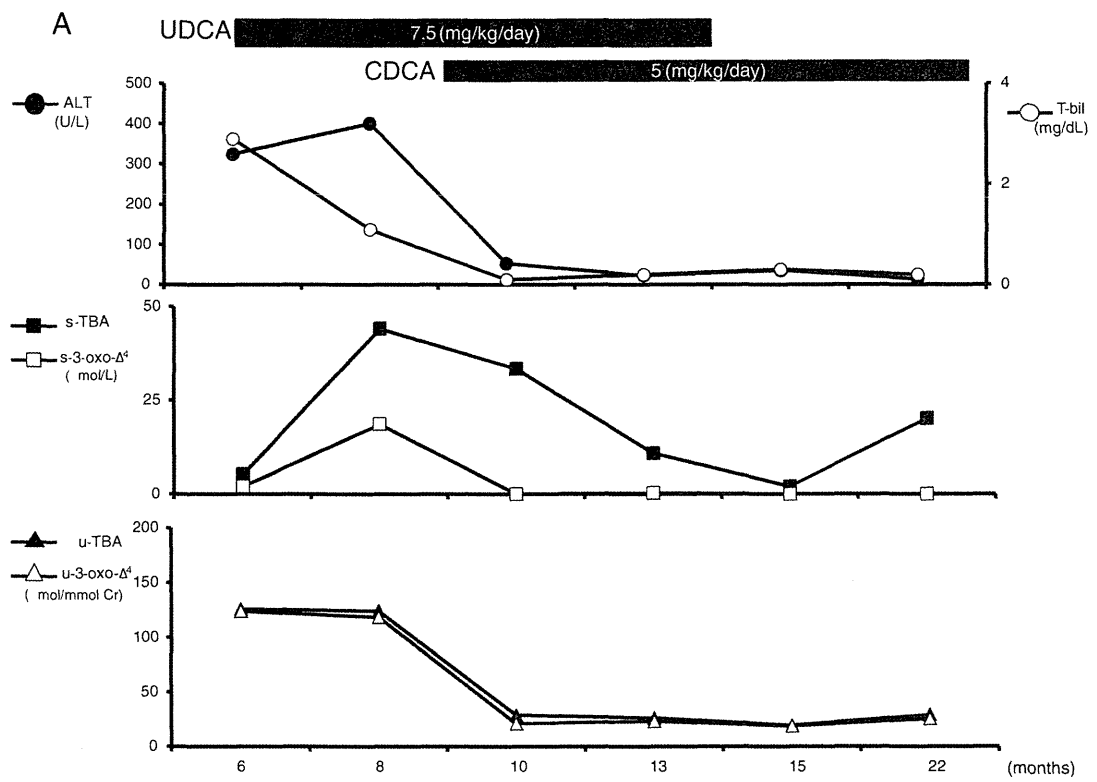 A
UDCA 7.5 (mg/kg/day)
CDCA 5 (mg/kg/day)
ALT
(U/L)
500
400
300
200
100
0
4
2
0
T-bil
(mg/dL)
s-TBA
s-3-oxo-Δ⁴
( mol/L)
50
25
0
u-TBA
u-3-oxo-Δ⁴
( mol/mmol Cr)
200
150
100
50
0
6 8 10 13 15 22 (months)